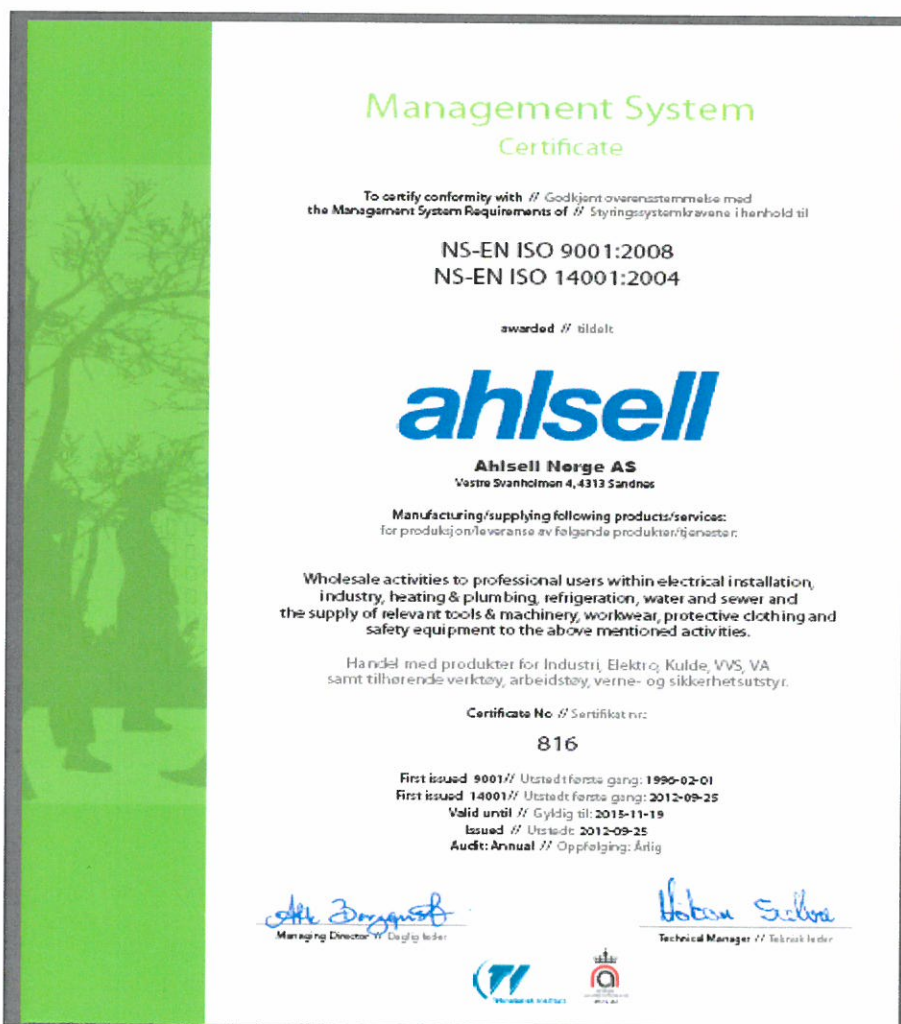 Management System
Certificate
To certify conformity with // Godkjent overensstemmelse med
the Management System Requirements of // Styringssystemkravene i henhold til
NS-EN ISO 9001:2008
NS-EN ISO 14001:2004
awarded // tildelt
ahlsell
Ahlsell Norge AS
Vestre Svanholmen 4, 4313 Sandnes
Manufacturing/supplying following products/services:
for produksjon/leveranse av følgende produkter/tjenester:
Wholesale activities to professional users within electrical installation,
industry, heating & plumbing, refrigeration, water and sewer and
the supply of relevant tools & machinery, workwear, protective clothing and
safety equipment to the above mentioned activities.
Handel med produkter for Industri, Elektro, Kulde, VVS, VA
samt tilhørende verktøy, arbeidstøy, verne- og sikkerhetsutstyr.
Certificate No // Sertifikat nr:
816
First issued 9001// Utstedt første gang: 1996-02-01
First issued 14001// Utstedt første gang: 2012-09-25
Valid until // Gyldig til: 2015-11-19
Issued // Utstedt: 2012-09-25
Audit: Annual // Oppfølging: Årlig
Managing Director // Daglig leder
Technical Manager // Teknisk leder